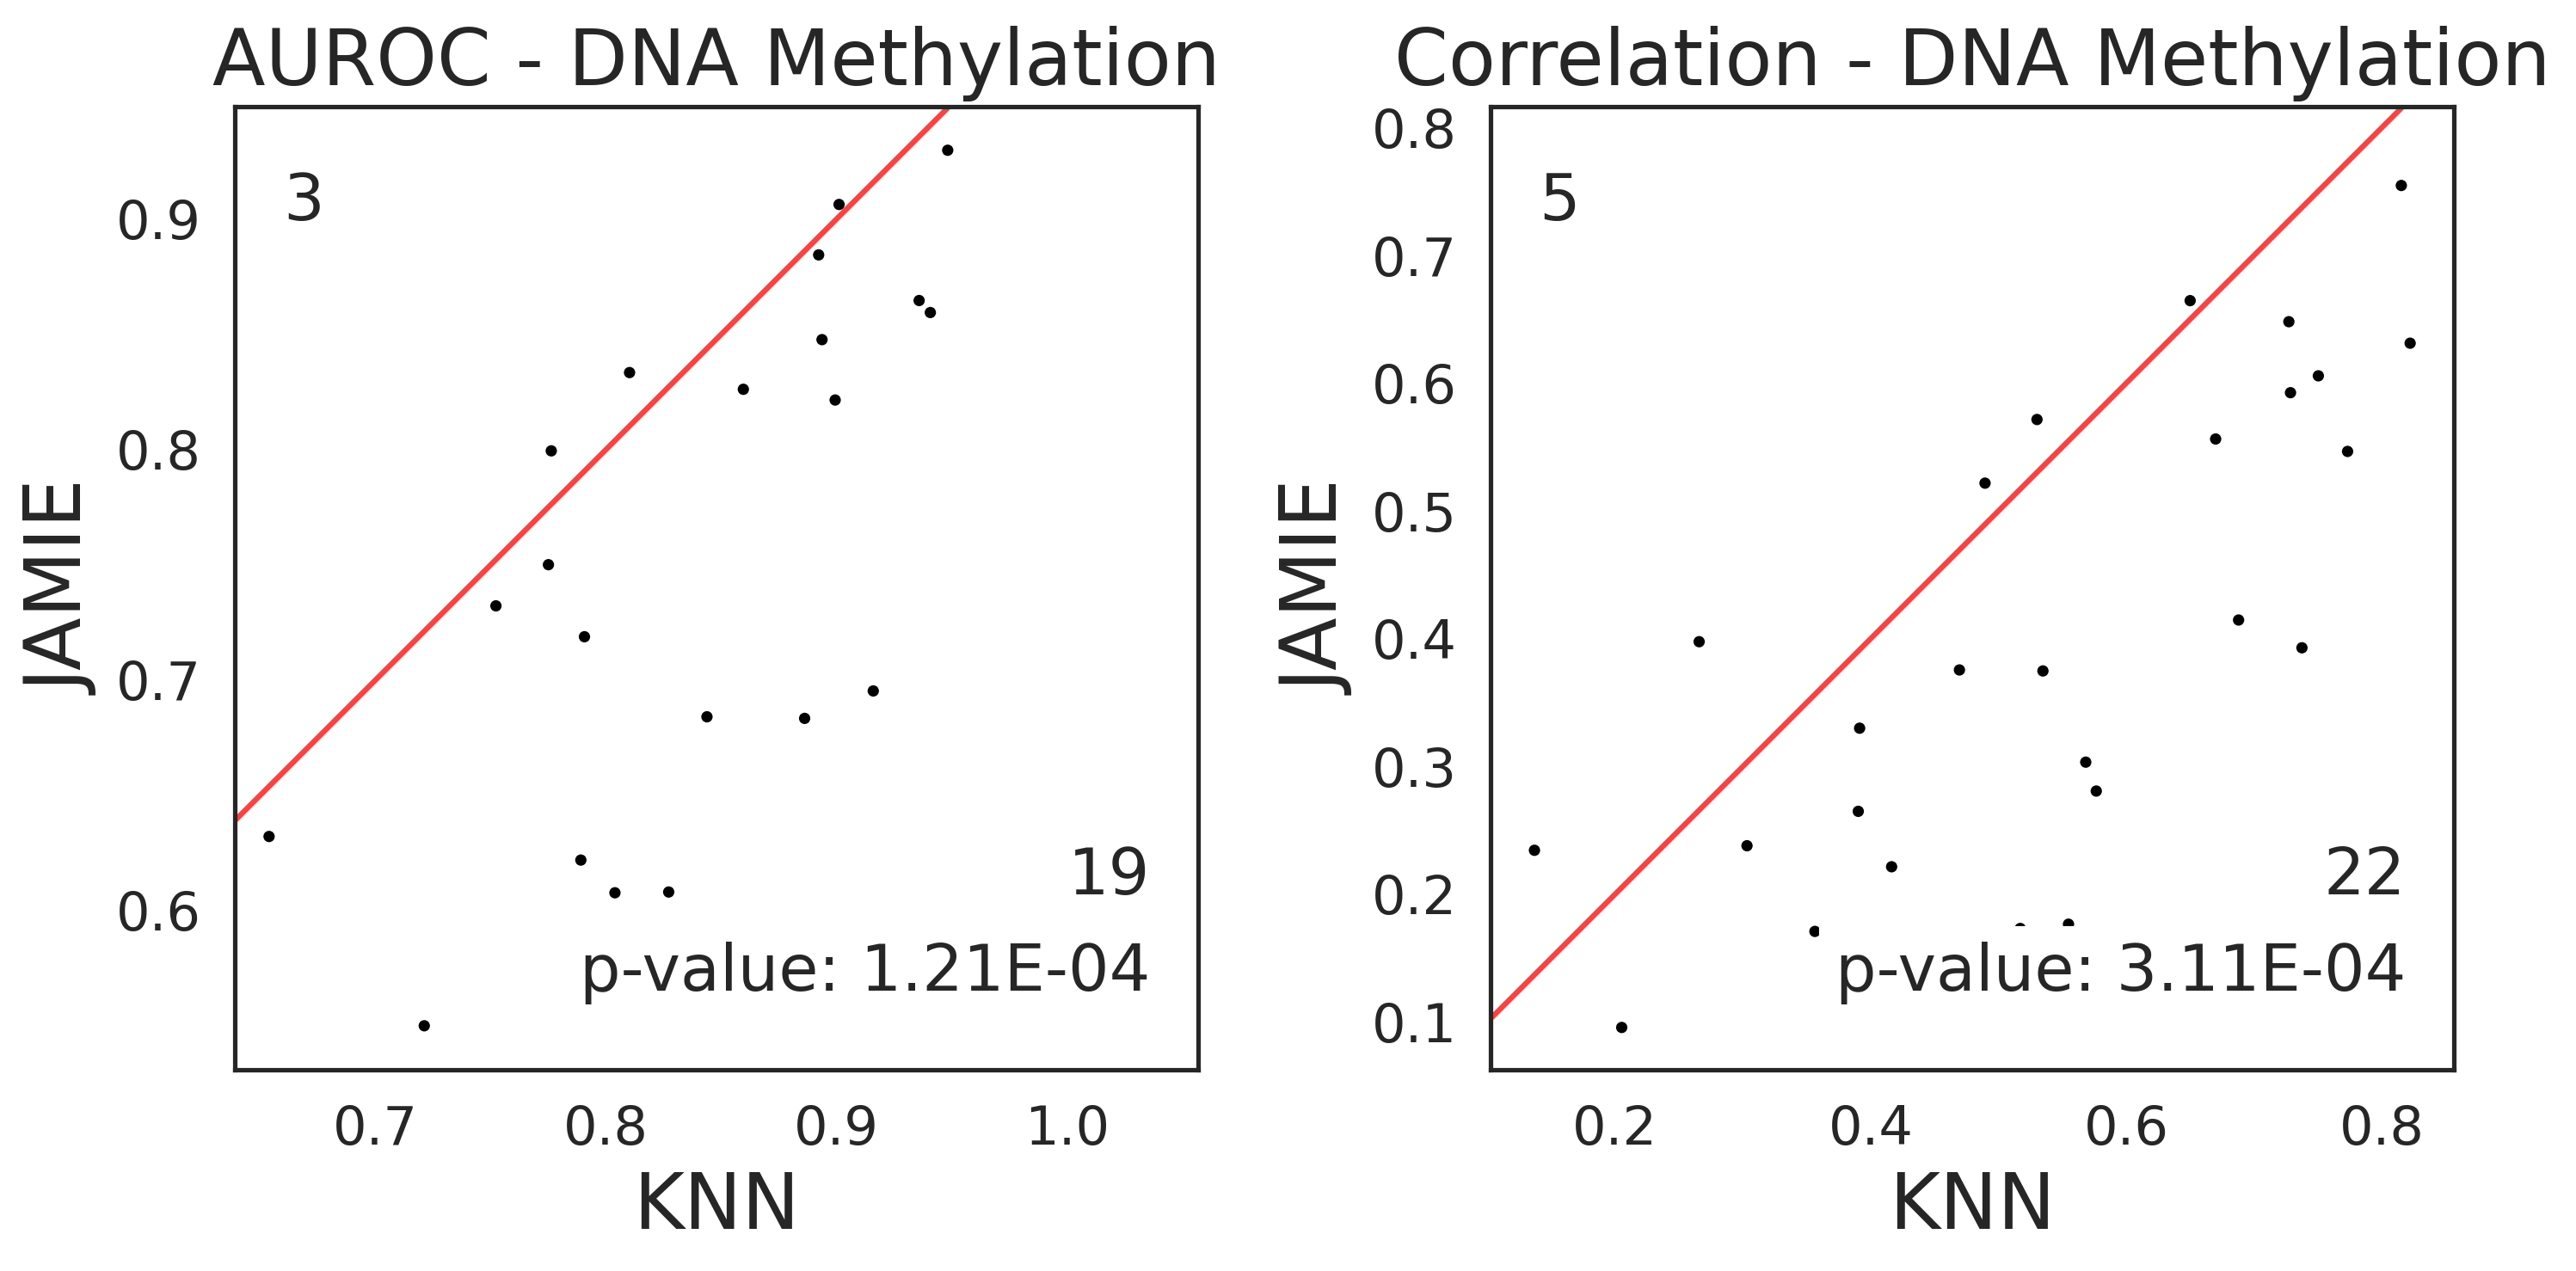 AUROC - DNA Methylation
JAMIE
0.9
0.8
0.7
0.6
3
19
p-value: 1.21E-04
0.7 0.8 0.9 1.0
KNN
Correlation - DNA Methylation
JAMIE
0.8
0.7
0.6
0.5
0.4
0.3
0.2
0.1
5
22
p-value: 3.11E-04
0.2 0.4 0.6 0.8
KNN